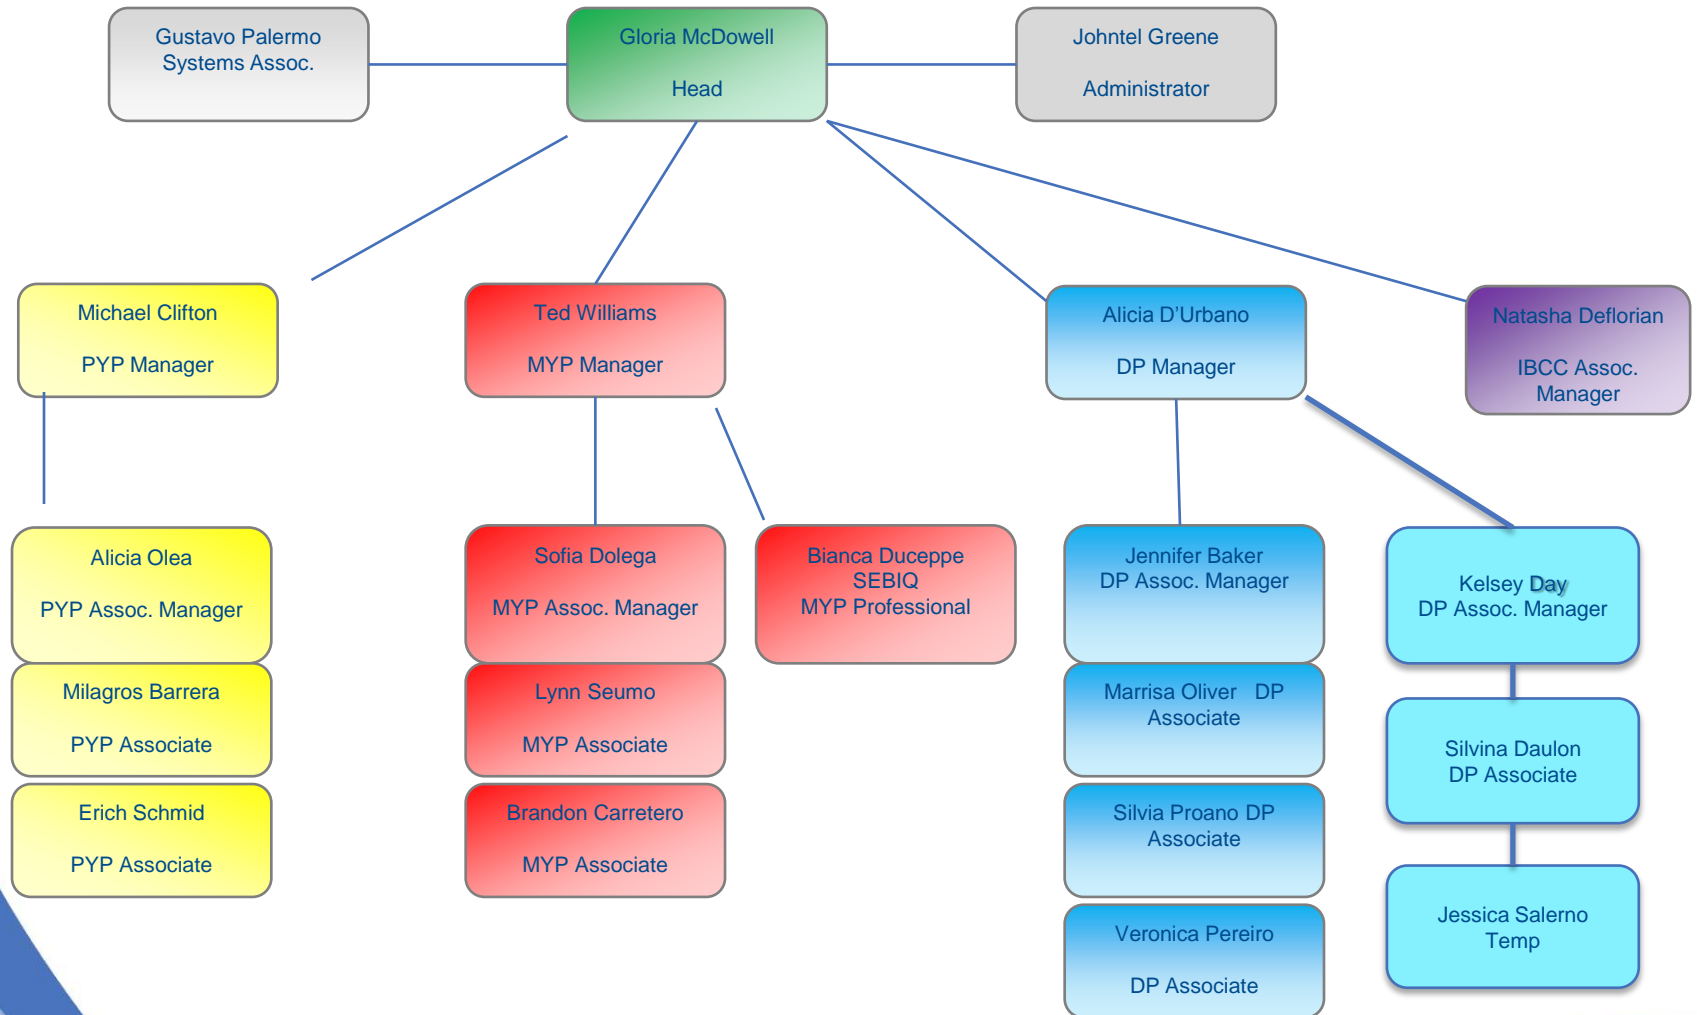 Gustavo Palermo
Systems Assoc.
Gloria McDowell
Head
Johntel Greene
Administrator
Michael Clifton
PYP Manager
Ted Williams
MYP Manager
Alicia D'Urbano
DP Manager
Natasha Deflorian
IBCC Assoc.
Manager
Alicia Olea
PYP Assoc. Manager
Milagros Barrera
PYP Associate
Erich Schmid
PYP Associate
Sofia Dolega
MYP Assoc. Manager
Lynn Seumo
MYP Associate
Brandon Carretero
MYP Associate
Bianca Duceppe
SEBIQ
MYP Professional
Jennifer Baker
DP Assoc. Manager
Marrisa Oliver   DP
Associate
Silvia Proano DP
Associate
Veronica Pereiro
DP Associate
Kelsey Day
DP Assoc. Manager
Silvina Daulon
DP Associate
Jessica Salerno
Temp